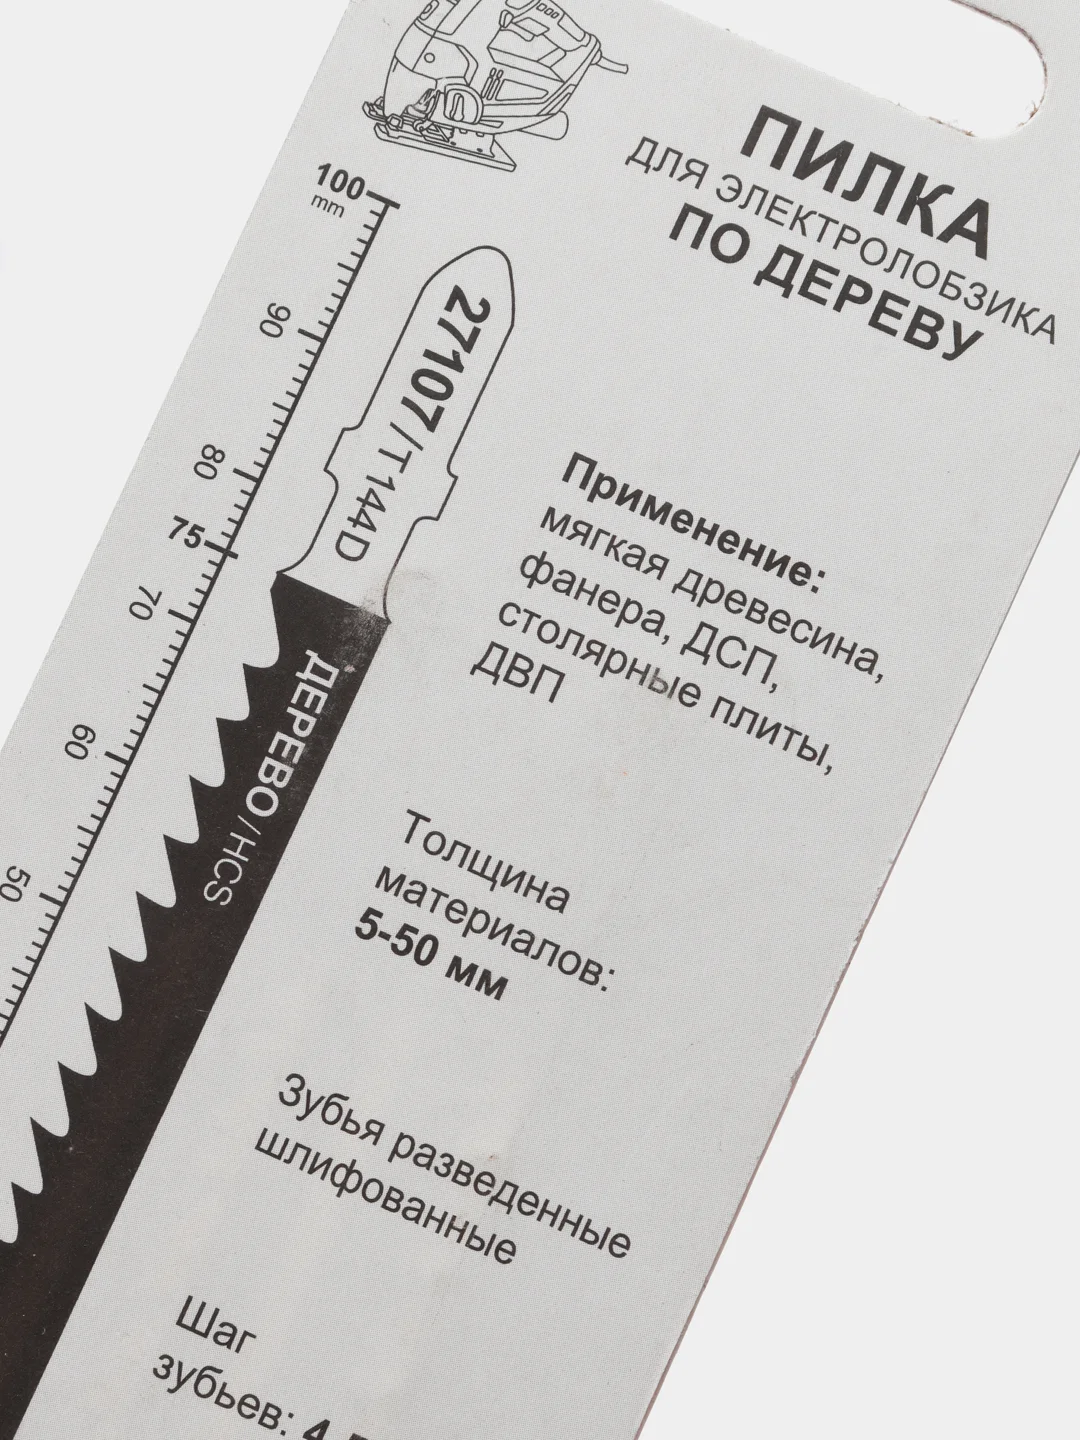 ПИЛКА
ДЛЯ ЭЛЕКТРОЛОБЗИКА
ПО ДЕРЕВУ
100
mm
90
80
75
70
60
50
27107/T144D
ДЕРЕВО/HCS
Применение:
мягкая древесина,
фанера, ДСП,
столярные плиты,
ДВП
Толщина
материалов:
5-50 мм
Зубья разведенные
шлифованные
Шаг
зубьев: